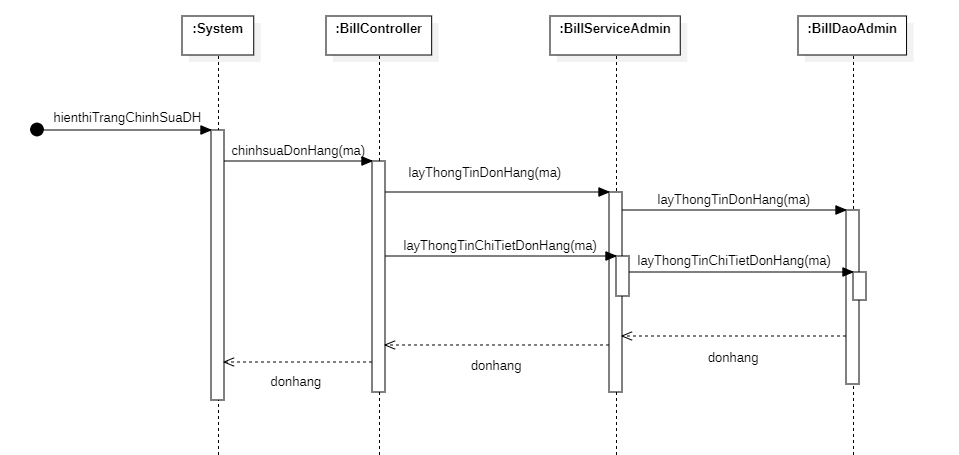 :System
:BillController
:BillServiceAdmin
:BillDaoAdmin
hienthiTrangChinhSuaDH
chinhsuaDonHang(ma)
layThongTinDonHang(ma)
layThongTinDonHang(ma)
layThongTinChiTietDonHang(ma)
layThongTinChiTietDonHang(ma)
donhang
donhang
donhang